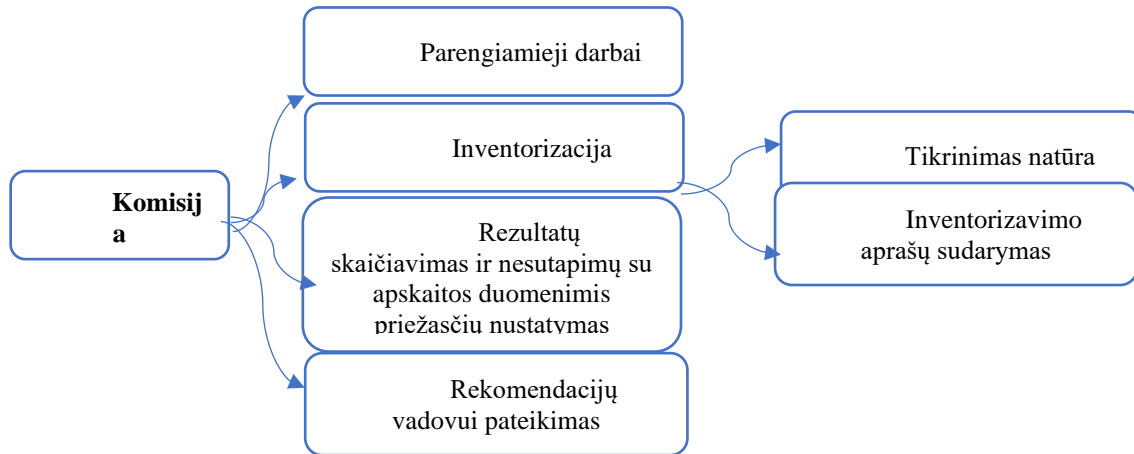 Komisij
a
Parengiamieji darbai
Inventorizacija
Rezultatų
skaičiavimas ir nesutapimų su
apskaitos duomenimis
priežasčių nustatymas
Rekomendacijų
vadovui pateikimas
Tikrinimas natūra
Inventorizavimo
aprašų sudarymas